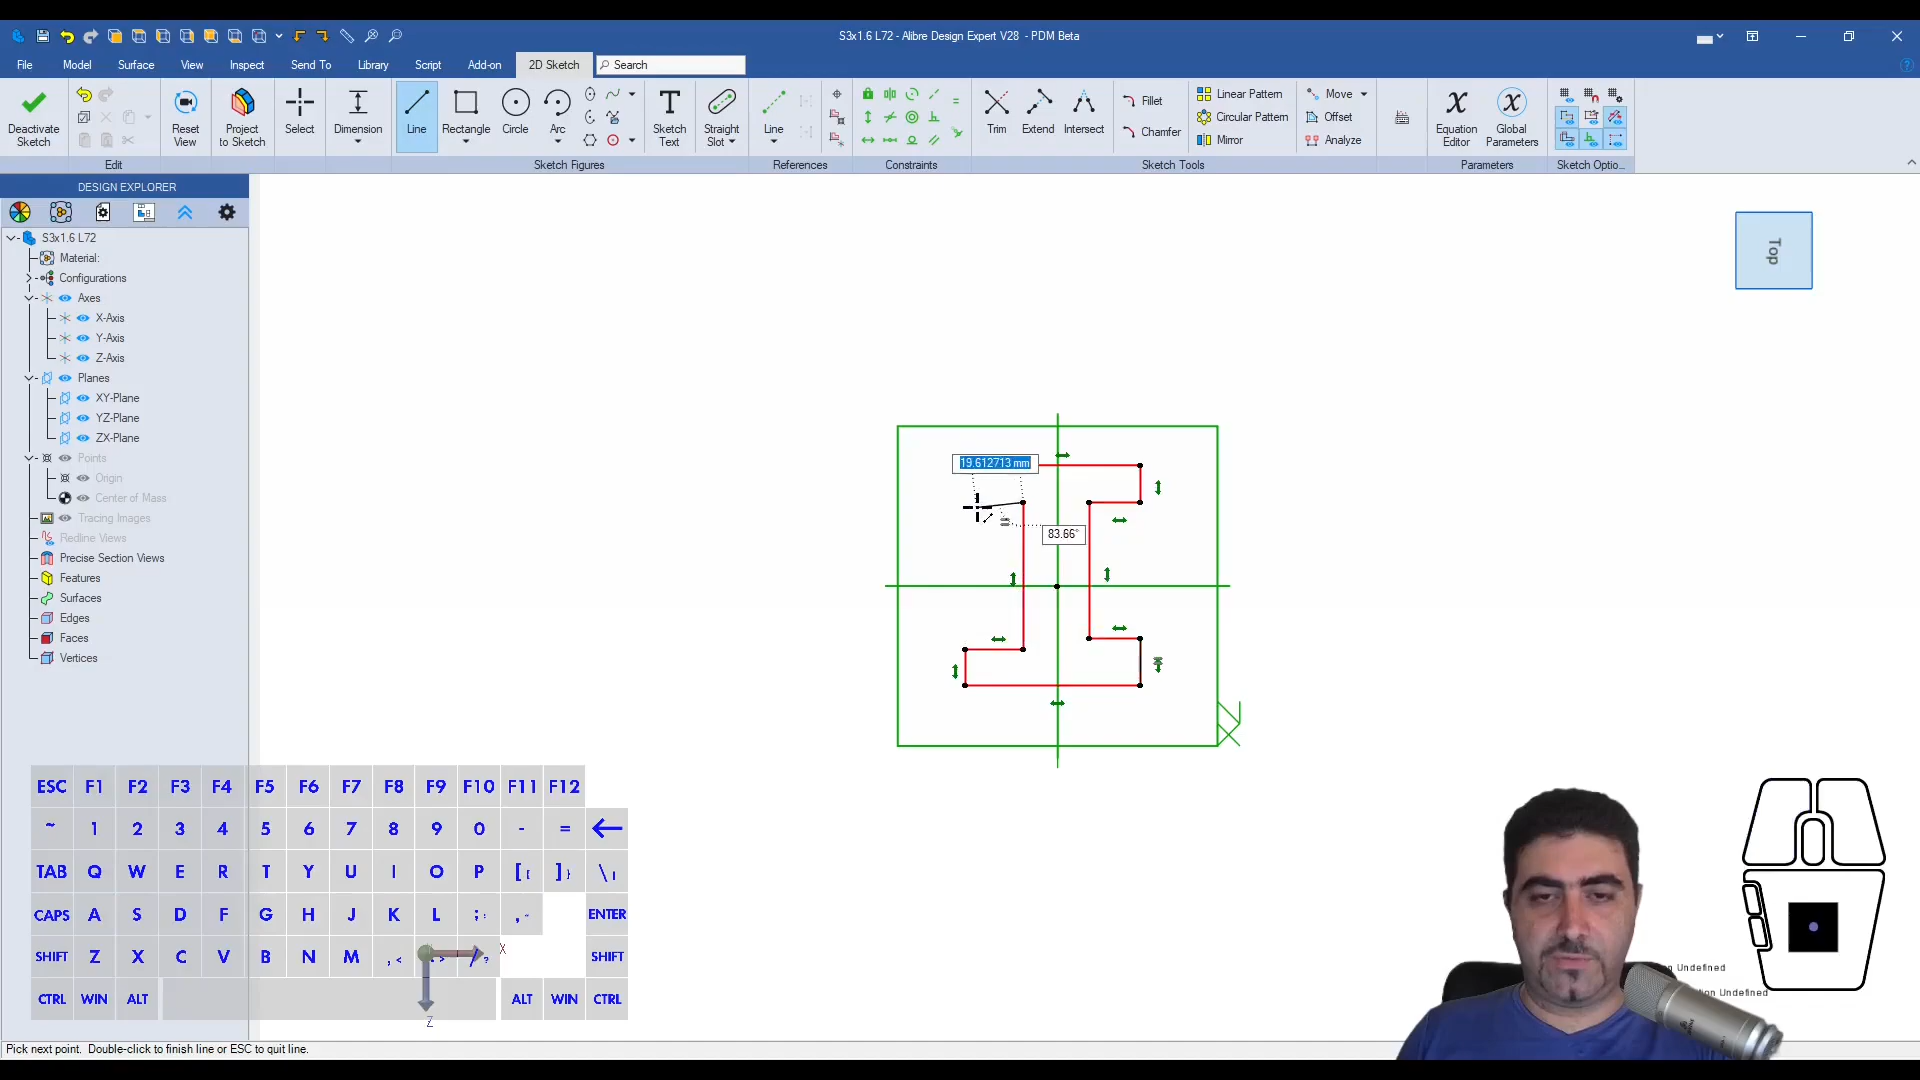 S3x1.6 L72 - Alibre Design Expert V28 - PDM Beta
File Model Surface View Inspect Send To Library Script Add-on 2D Sketch Search
Deactivate Sketch
Reset View
Project to Sketch
Select
Dimension
Line
Rectangle
Circle
Arc
Sketch Text
Straight Slot
Line
Trim
Extend
Intersect
Fillet
Chamfer
Linear Pattern
Circular Pattern
Mirror
Move
Offset
Analyze
Equation Editor
Global Parameters
Edit
Sketch Figures
References
Constraints
Sketch Tools
Parameters
Sketch Optio...
DESIGN EXPLORER
S3x1.6 L72
Material:
Configurations
Axes
X-Axis
Y-Axis
Z-Axis
Planes
XY-Plane
YZ-Plane
ZX-Plane
Points
Origin
Center of Mass
Tracing Images
Redline Views
Precise Section Views
Features
Surfaces
Edges
Faces
Vertices
Top
19.612713 mm
83.66°
ESC F1 F2 F3 F4 F5 F6 F7 F8 F9 F10 F11 F12
~ 1 2 3 4 5 6 7 8 9 0 - =
TAB Q W E R T Y U I O P [ ] \
CAPS A S D F G H J K L ; ENTER
SHIFT Z X C V B N M , < > / ? SHIFT
CTRL WIN ALT ALT WIN CTRL
X
Z
n Undefined
ion Undefined
Pick next point. Double-click to finish line or ESC to quit line.